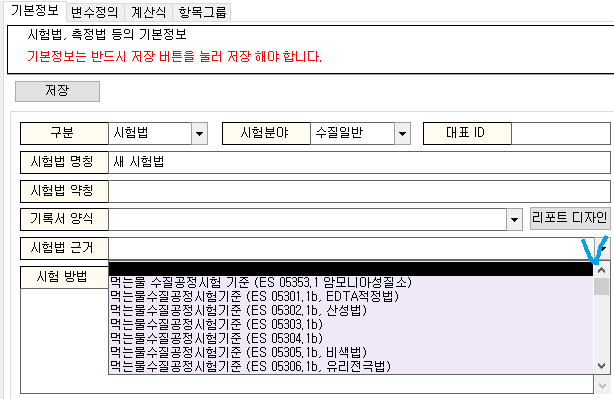 기본정보 변수정의 계산식 항목그룹
시험법, 측정법 등의 기본정보
기본정보는 반드시 저장 버튼을 눌러 저장 해야 합니다.
저장
구분 시험법 시험분야 수질일반 대표 ID
시험법 명칭 새 시험법
시험법 약칭
기록서 양식 리포트 디자인
시험법 근거
시험 방법
먹는물 수질공정시험 기준 (ES 05353.1 암모니아성질소)
먹는물수질공정시험기준 (ES 05301.1b, EDTA적정법)
먹는물수질공정시험기준 (ES 05302.1b, 산성법)
먹는물수질공정시험기준 (ES 05303.1b)
먹는물수질공정시험기준 (ES 05304.1b)
먹는물수질공정시험기준 (ES 05305.1b, 비색법)
먹는물수질공정시험기준 (ES 05306.1b, 유리전극법)